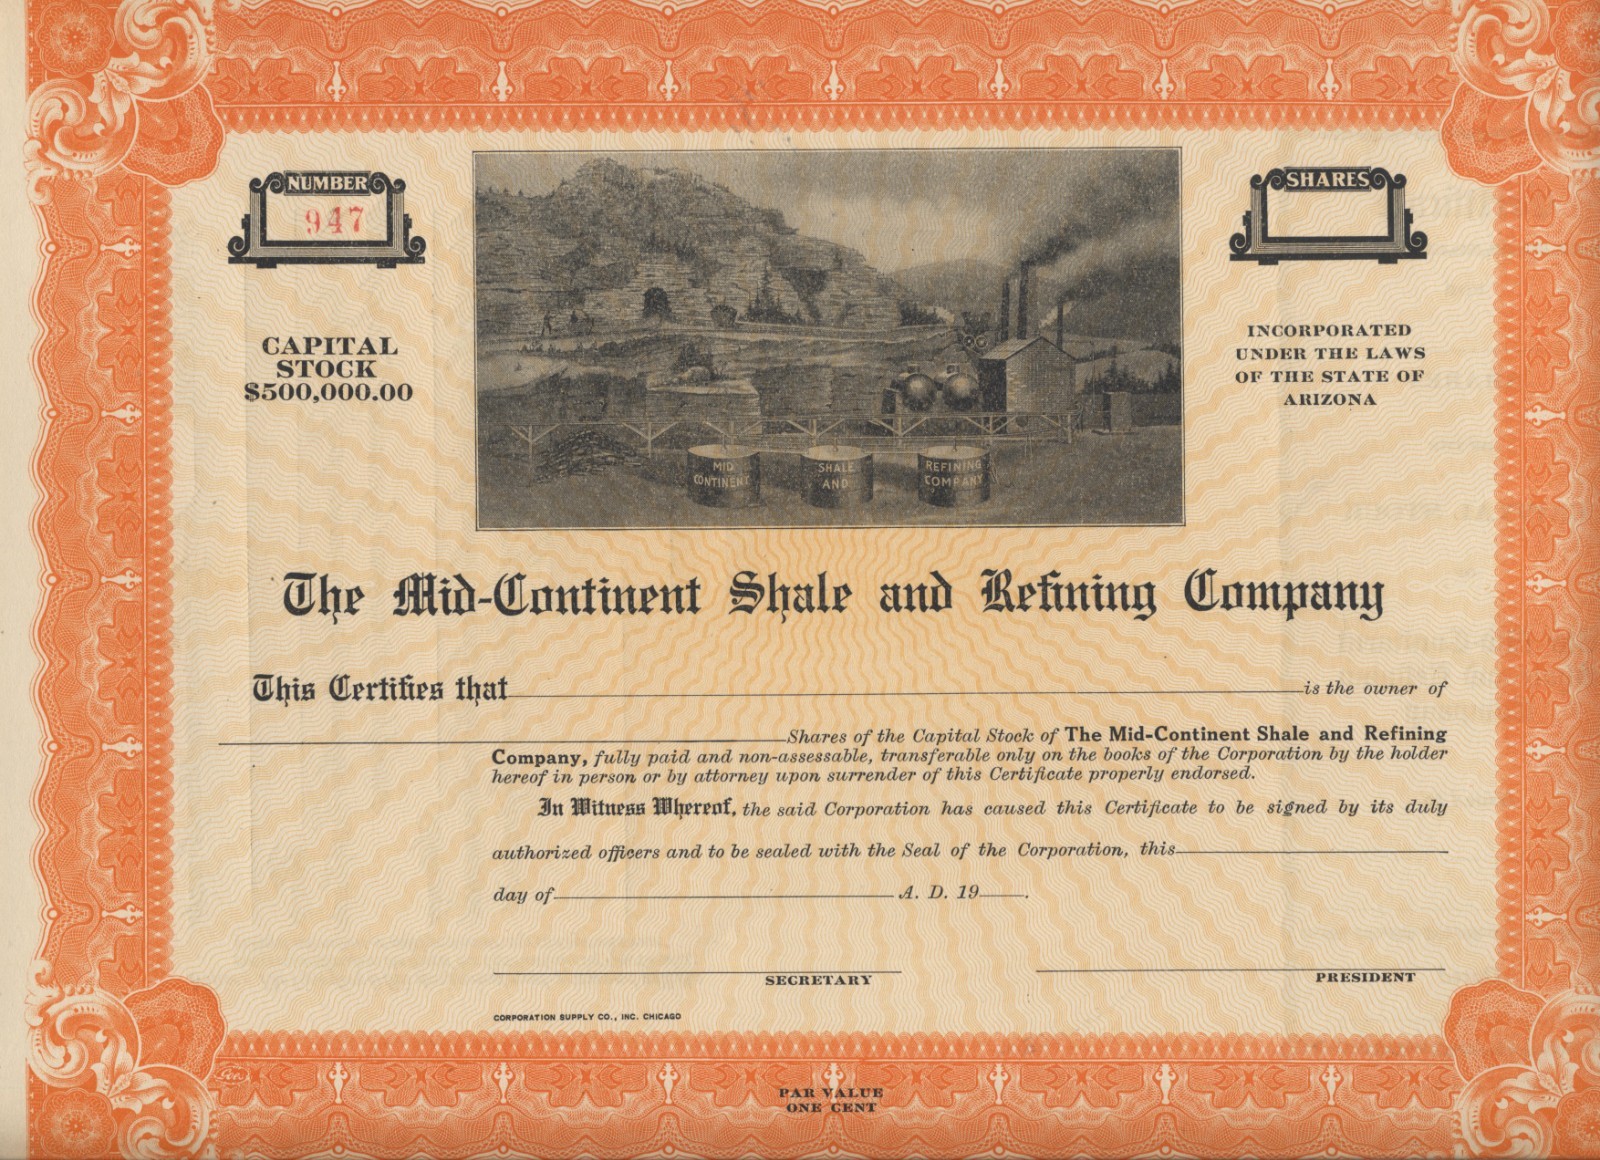 NUMBER
947
SHARES
CAPITAL
STOCK
$500,000.00
INCORPORATED
UNDER THE LAWS
OF THE STATE OF
ARIZONA
MID
CONTINENT
SHALE
AND
REFINING
COMPANY
The Mid-Continent Shale and Refining Company
This Certifies that is the owner of
Shares of the Capital Stock of The Mid-Continent Shale and Refining
Company, fully paid and non-assessable, transferable only on the books of the Corporation by the holder
hereof in person or by attorney upon surrender of this Certificate properly endorsed.
In Witness Whereof, the said Corporation has caused this Certificate to be signed by its duly
authorized officers and to be sealed with the Seal of the Corporation, this
day of A. D. 19 .
SECRETARY
PRESIDENT
CORPORATION SUPPLY CO., INC. CHICAGO
PAR VALUE
ONE CENT